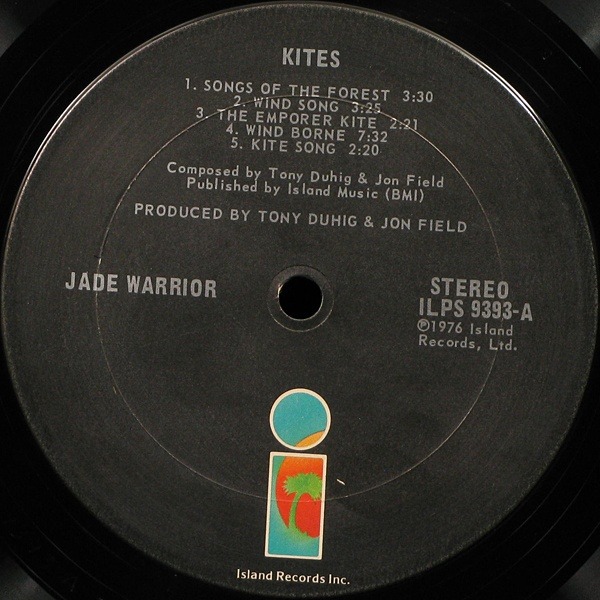 KITES
1. SONGS OF THE FOREST 3:30
2. WIND SONG 3:25
3. THE EMPORER KITE 2:21
4. WIND BORNE 7:32
5. KITE SONG 2:20
Composed by Tony Duhig & Jon Field
Published by Island Music (BMI)
PRODUCED BY TONY DUHIG & JON FIELD
JADE WARRIOR
STEREO
ILPS 9393-A
℗1976 Island
Records, Ltd.
Island Records Inc.